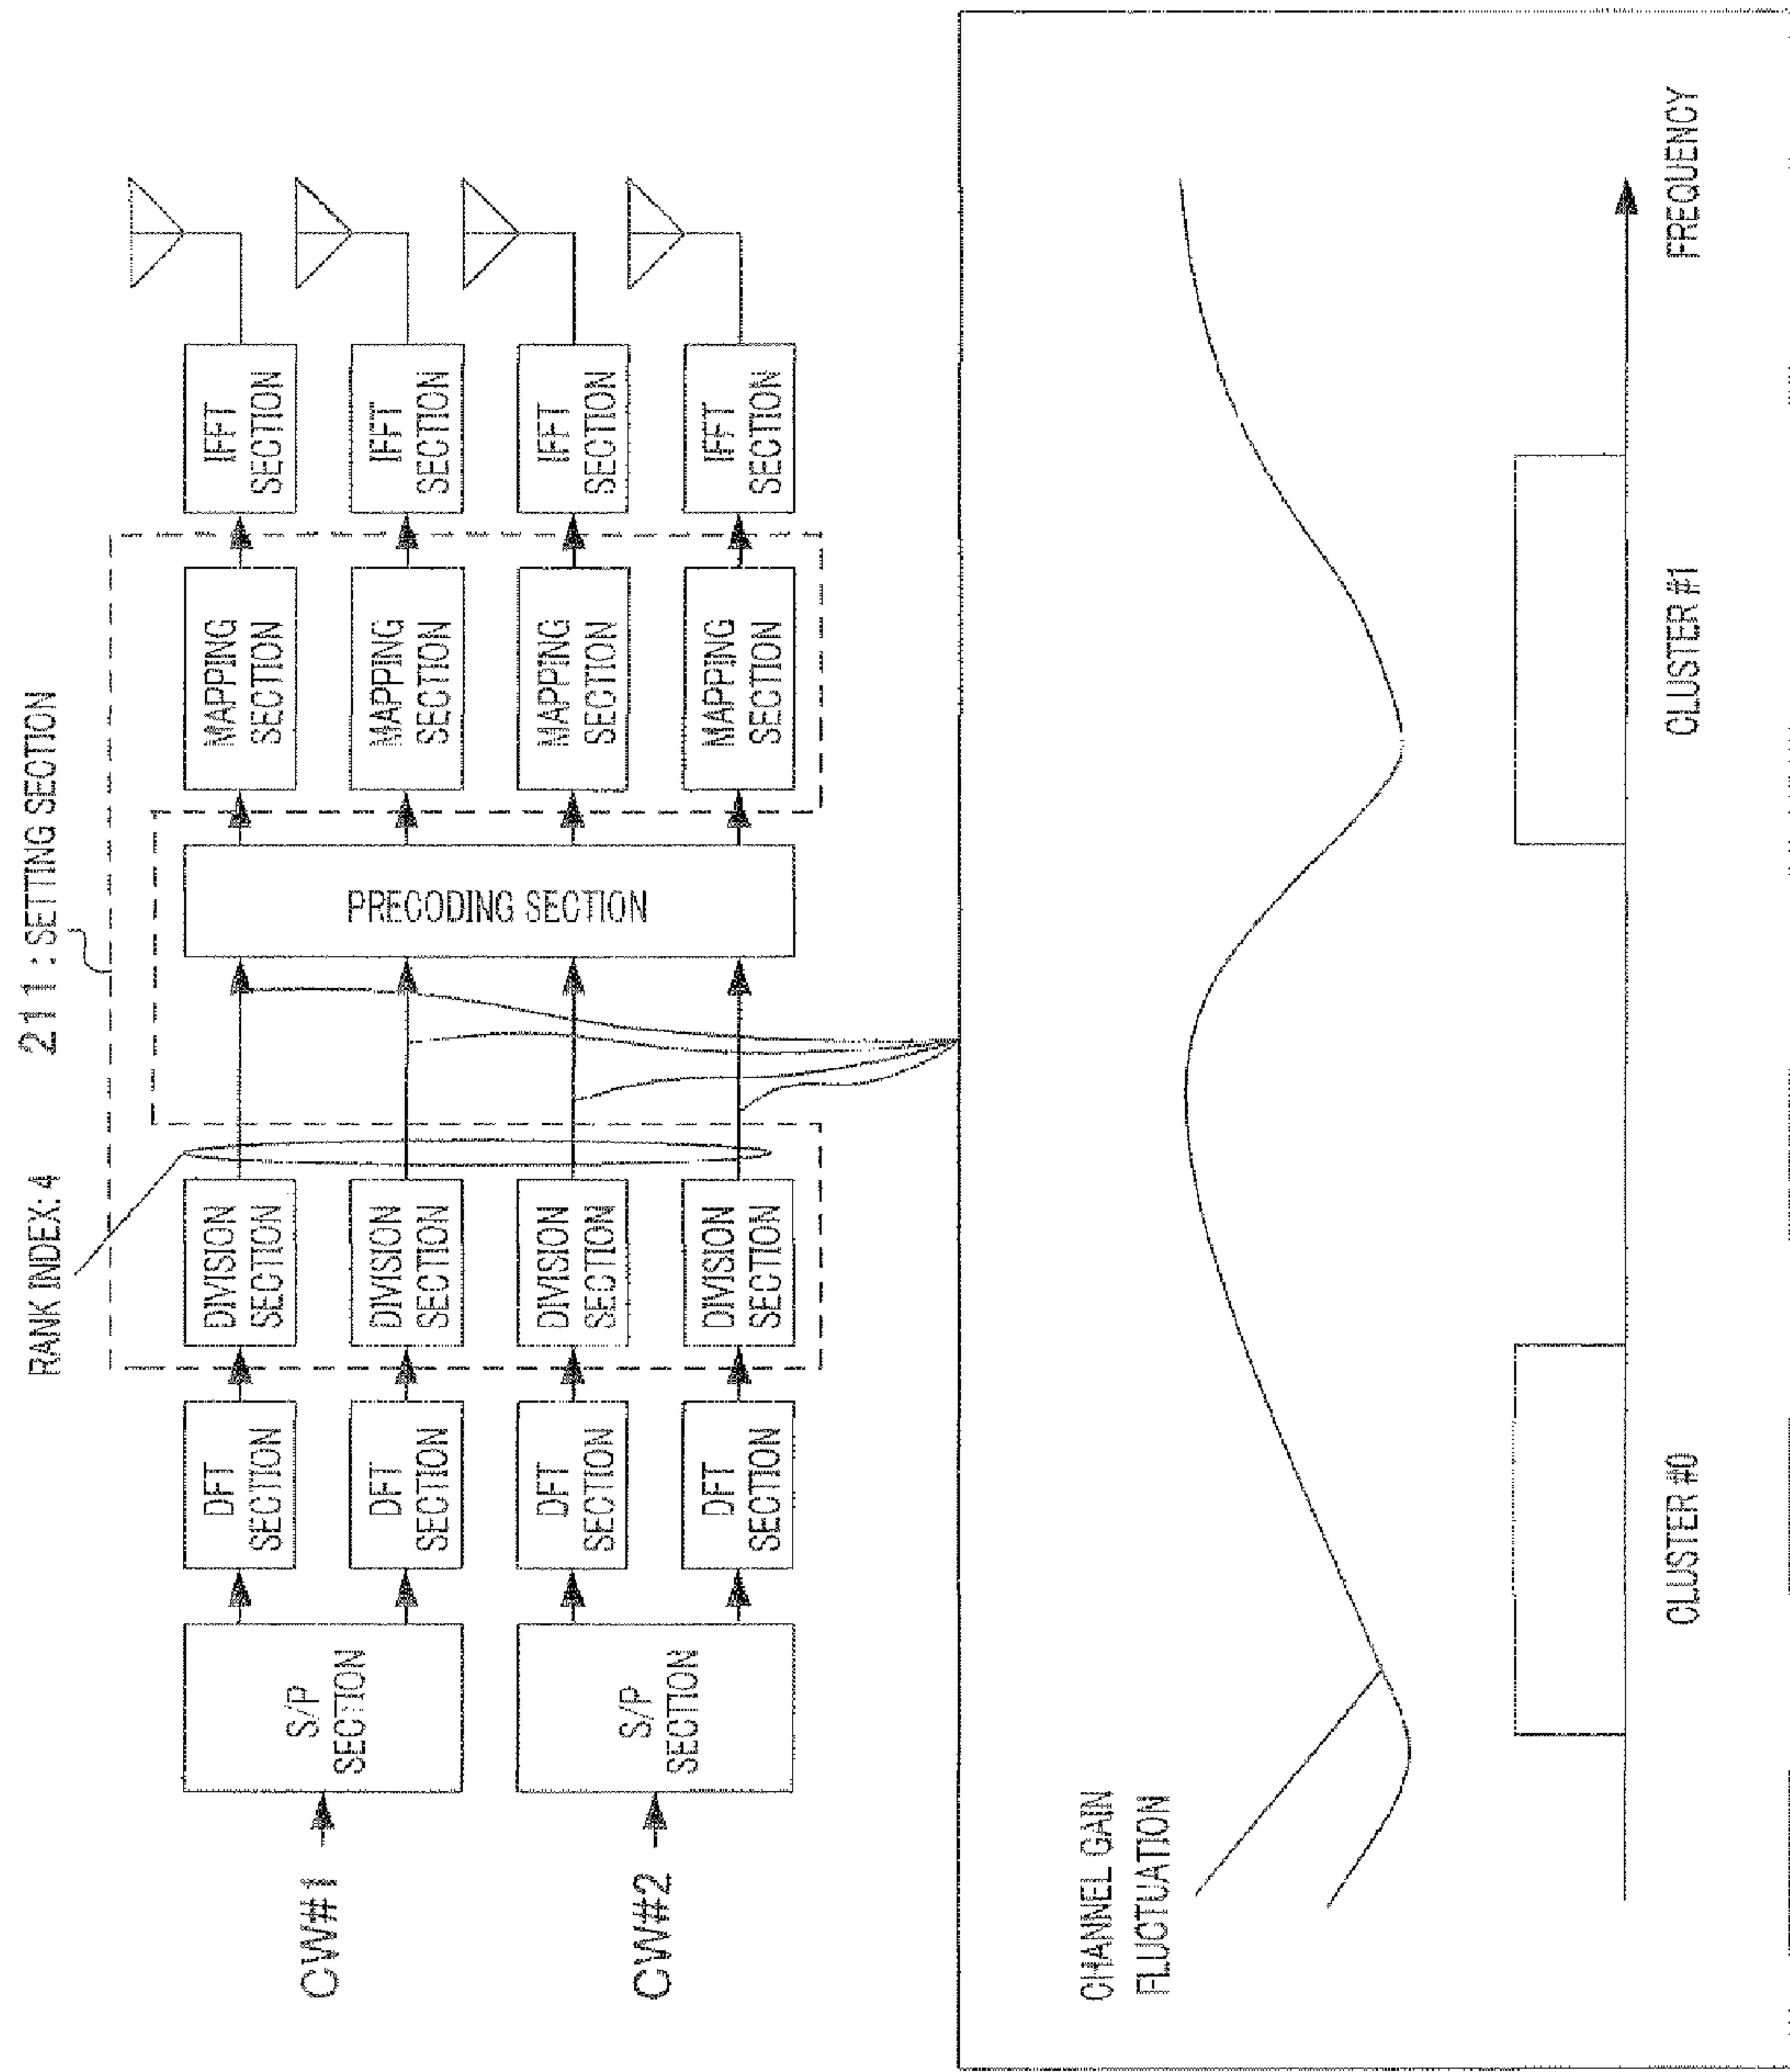 RANK INDEX: 4
211 : SETTING SECTION
CW#1
S/P
SECTION
DFT
SECTION
DIVISION
SECTION
MAPPING
SECTION
IFFT
SECTION
DFT
SECTION
DIVISION
SECTION
MAPPING
SECTION
IFFT
SECTION
PRECODING SECTION
CW#2
S/P
SECTION
DFT
SECTION
DIVISION
SECTION
MAPPING
SECTION
IFFT
SECTION
DFT
SECTION
DIVISION
SECTION
MAPPING
SECTION
IFFT
SECTION
CHANNEL GAIN
FLUCTUATION
CLUSTER #0
CLUSTER #1
FREQUENCY